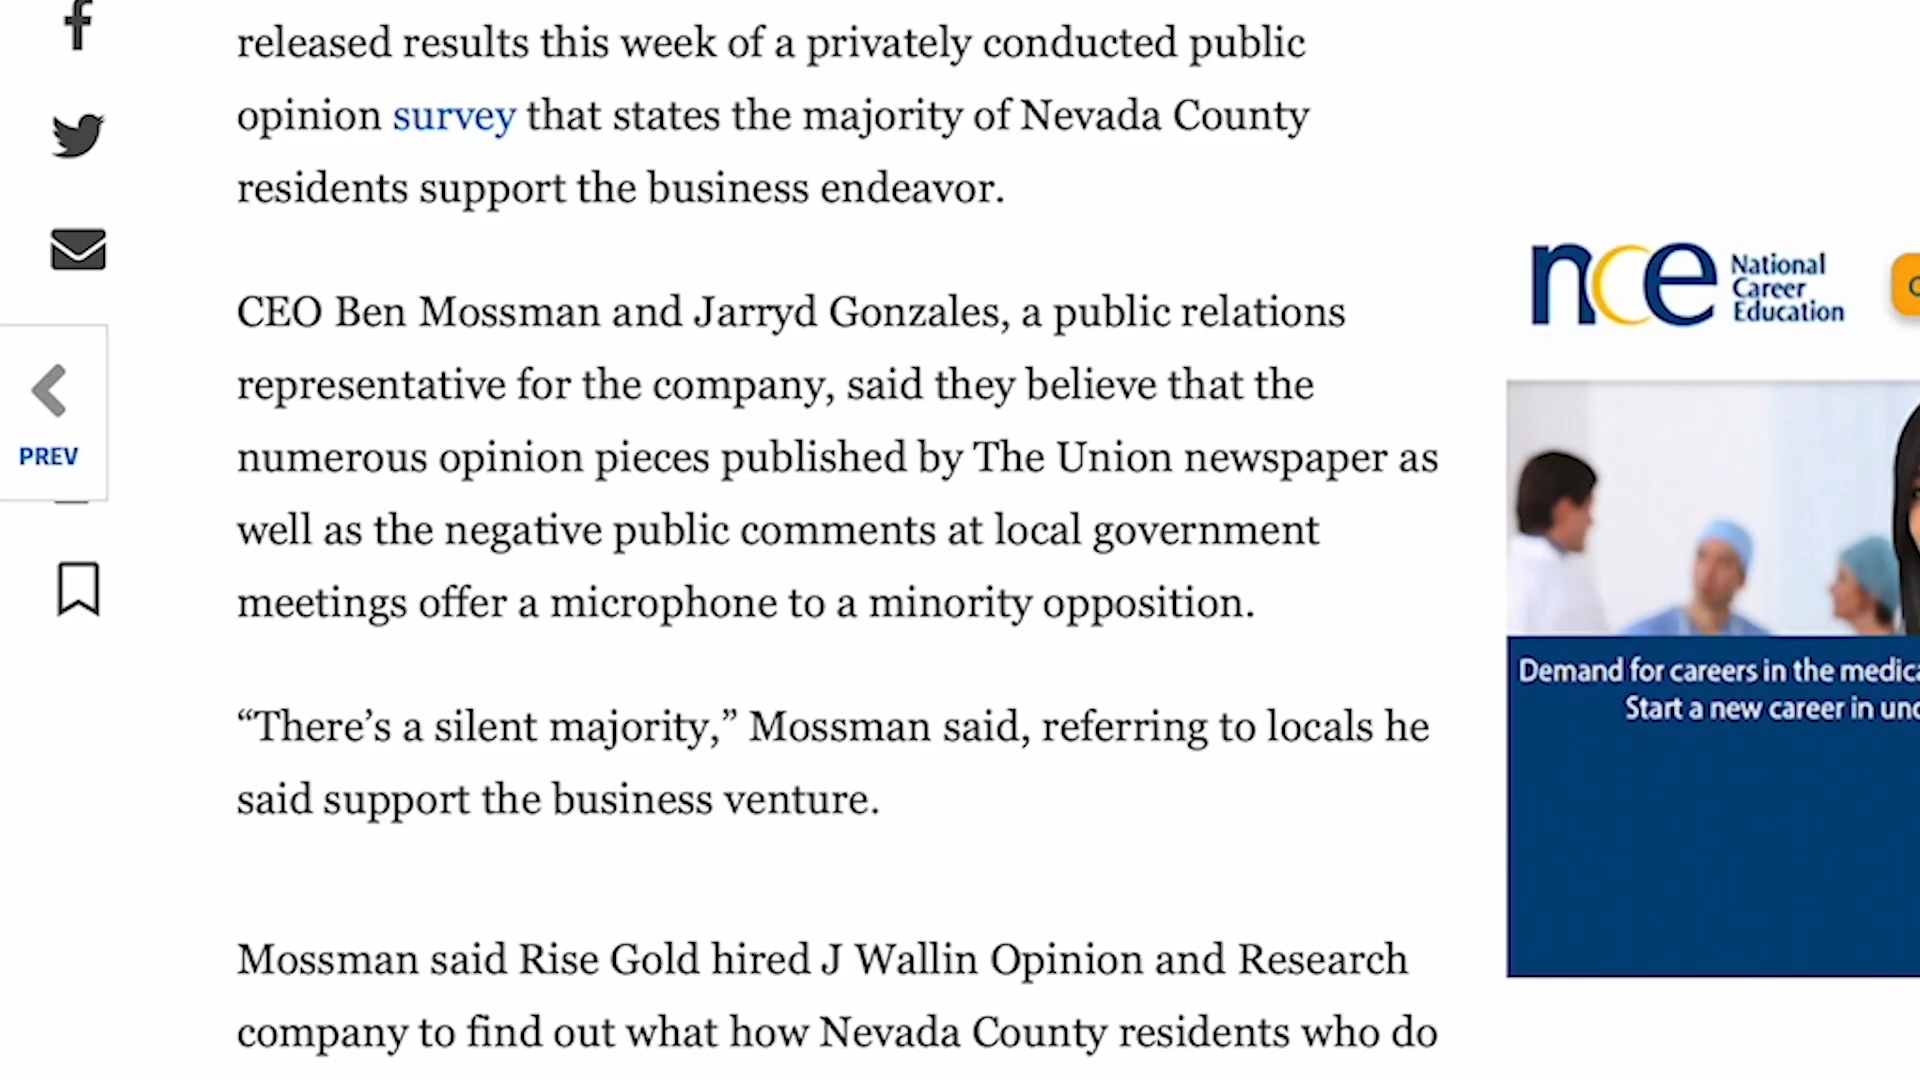 released results this week of a privately conducted public
opinion survey that states the majority of Nevada County
residents support the business endeavor.
CEO Ben Mossman and Jarryd Gonzales, a public relations
representative for the company, said they believe that the
numerous opinion pieces published by The Union newspaper as
well as the negative public comments at local government
meetings offer a microphone to a minority opposition.
“There’s a silent majority,” Mossman said, referring to locals he
said support the business venture.
Mossman said Rise Gold hired J Wallin Opinion and Research
company to find out what how Nevada County residents who do
PREV
nce
National
Career
Education
Demand for careers in the
Start a new career in